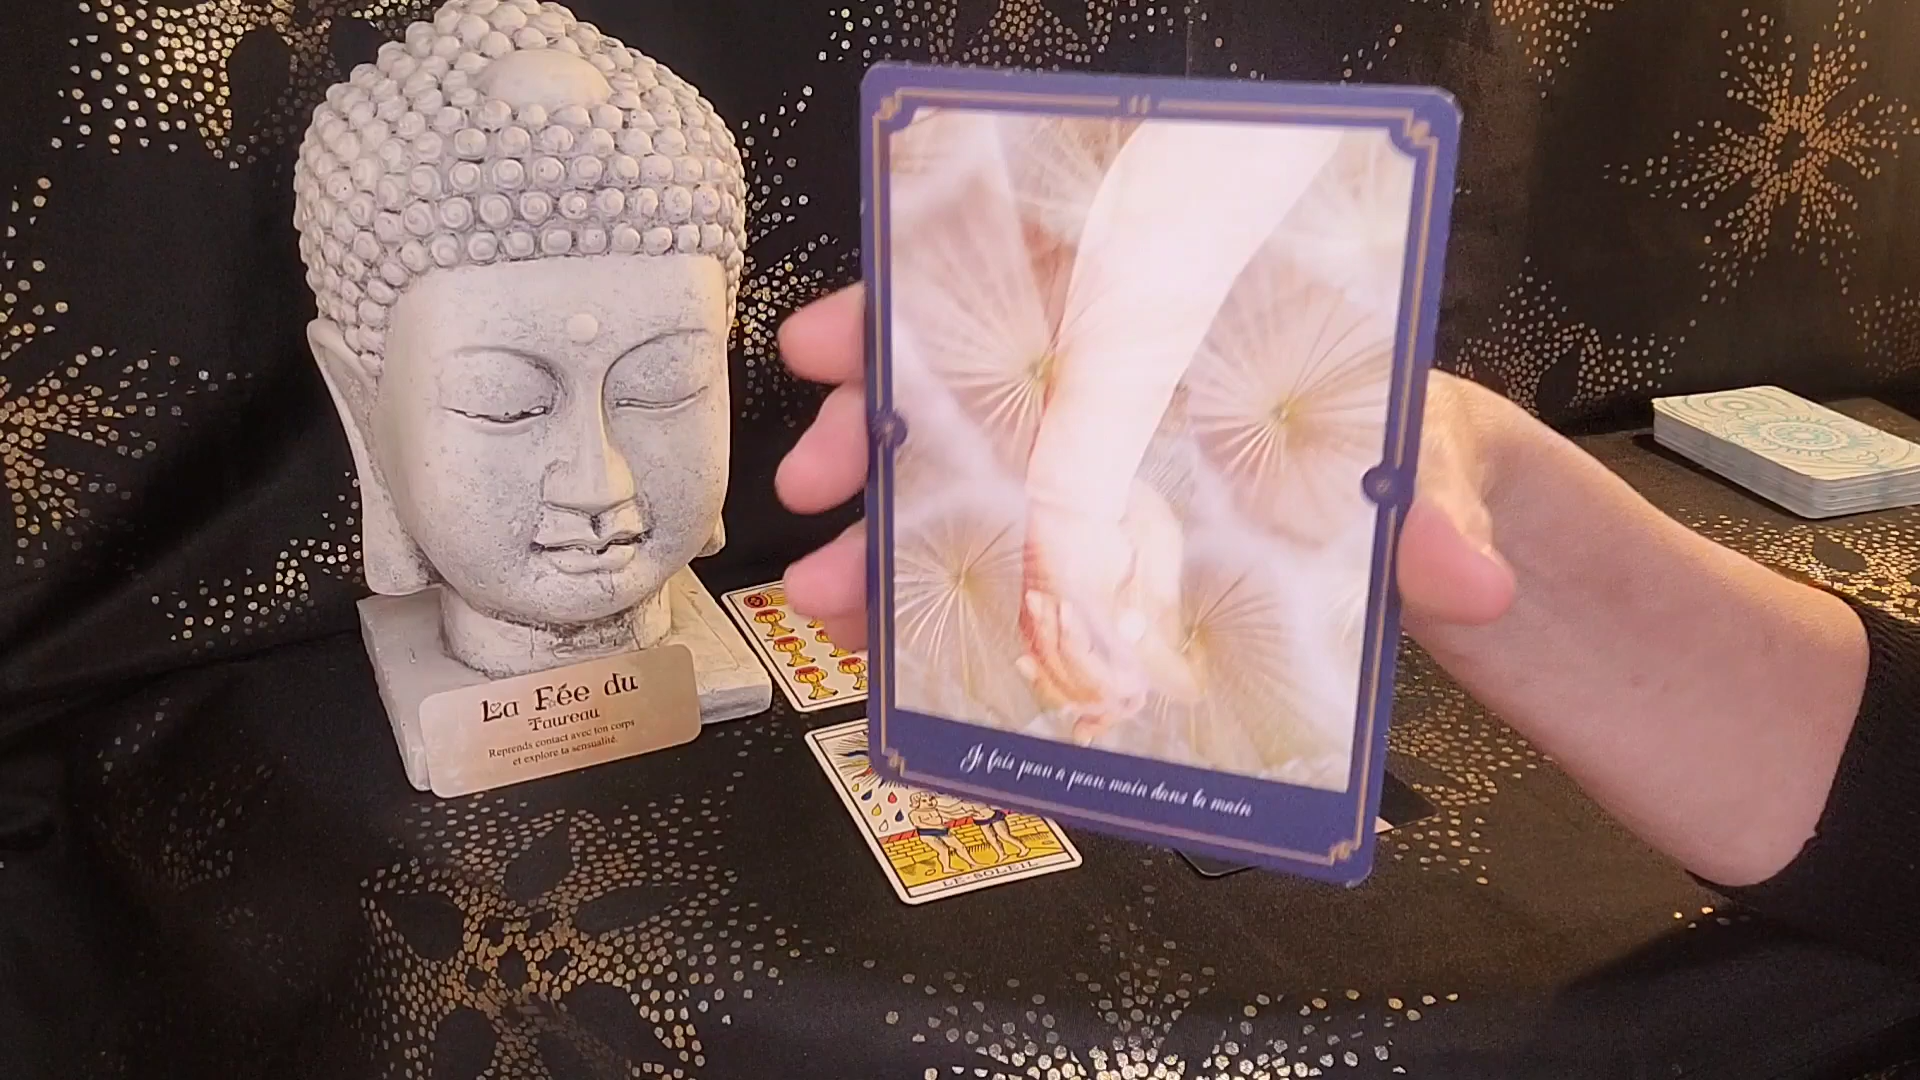 11
Je fais peau à peau, main dans la main
La Fée du
Taureau
Reprends contact avec ton corps
et explore ta sensualité.
LE·SOLEIL